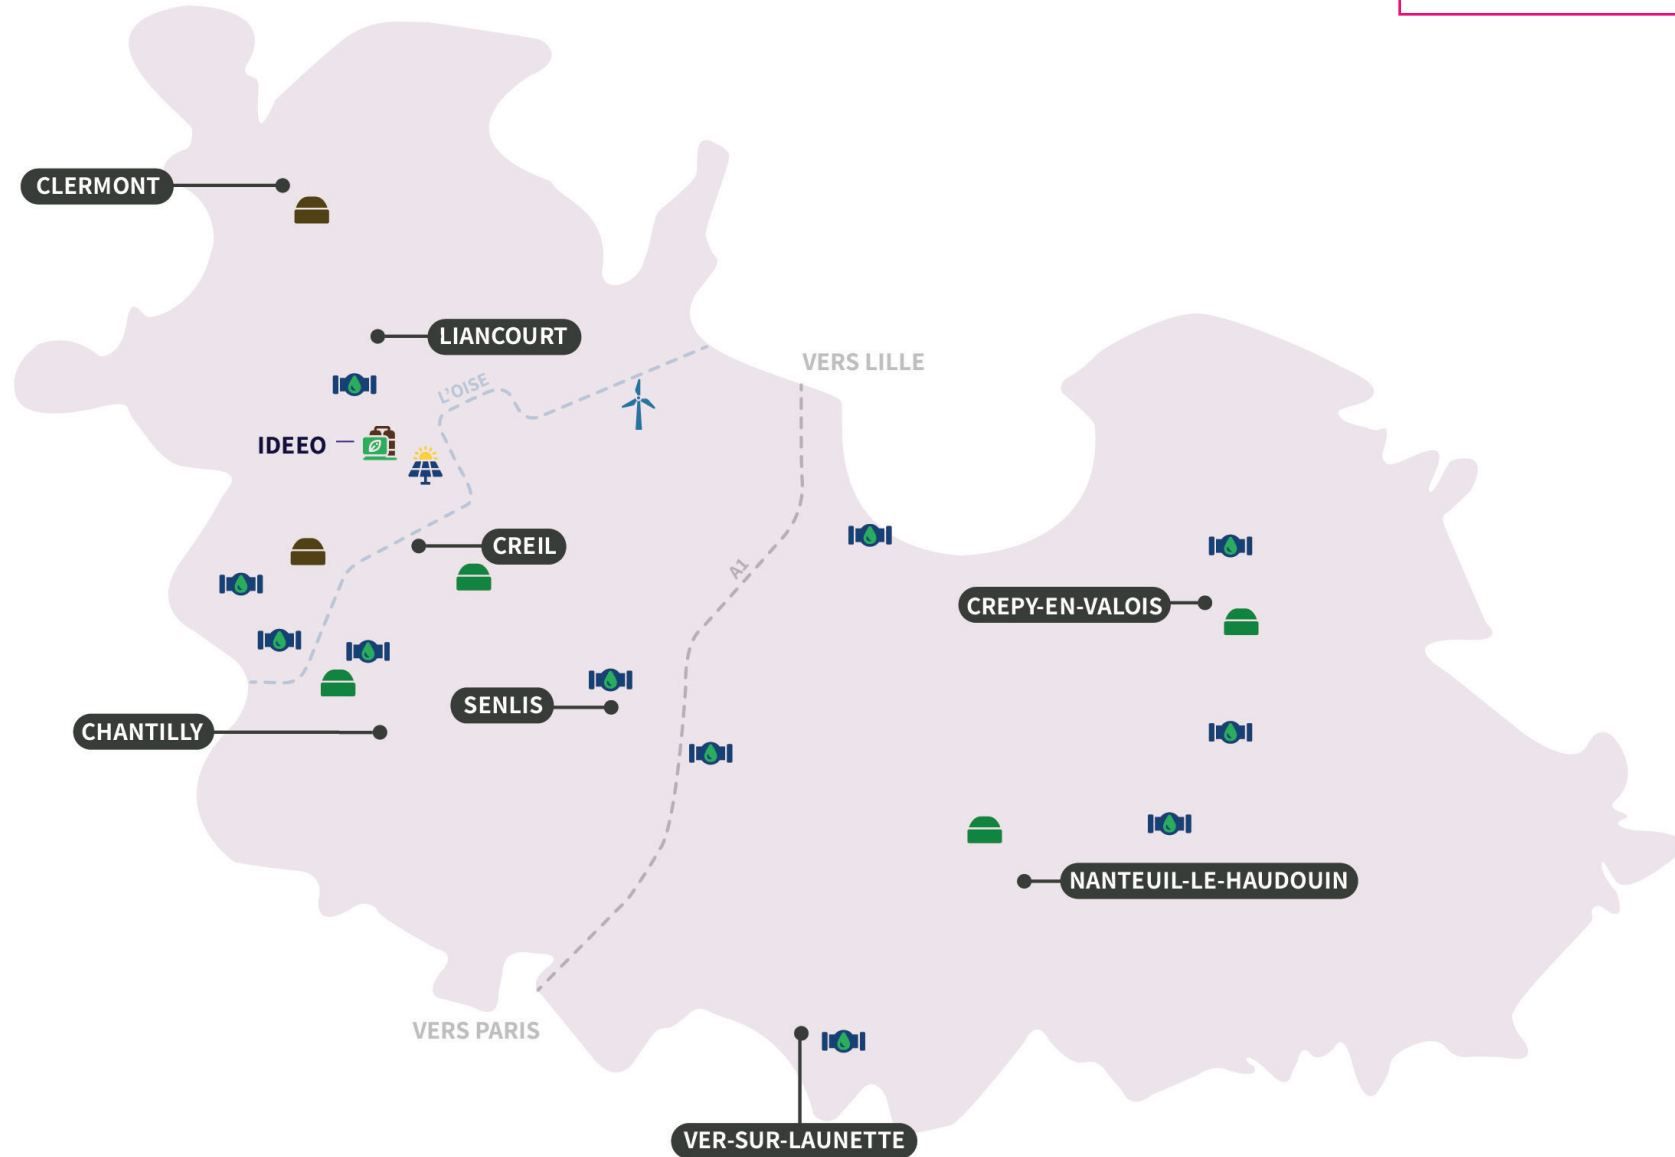 CLERMONT
LIANCOURT
VERS LILLE
L'OISE
IDEEO
CREIL
A1
CREPY-EN-VALOIS
SENLIS
CHANTILLY
NANTEUIL-LE-HAUDOUIN
VERS PARIS
VER-SUR-LAUNETTE